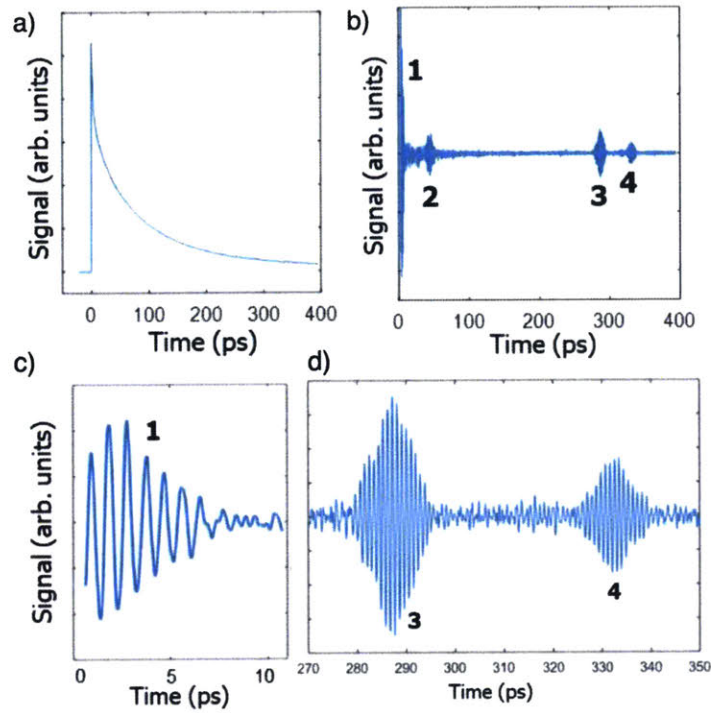 a)
Signal (arb. units)
0 100 200 300 400
Time (ps)
b)
Signal (arb. units)
1
2
3
4
0 100 200 300 400
Time (ps)
c)
Signal (arb. units)
1
0 5 10
Time (ps)
d)
3
4
270 280 290 300 310 320 330 340 350
Time (ps)